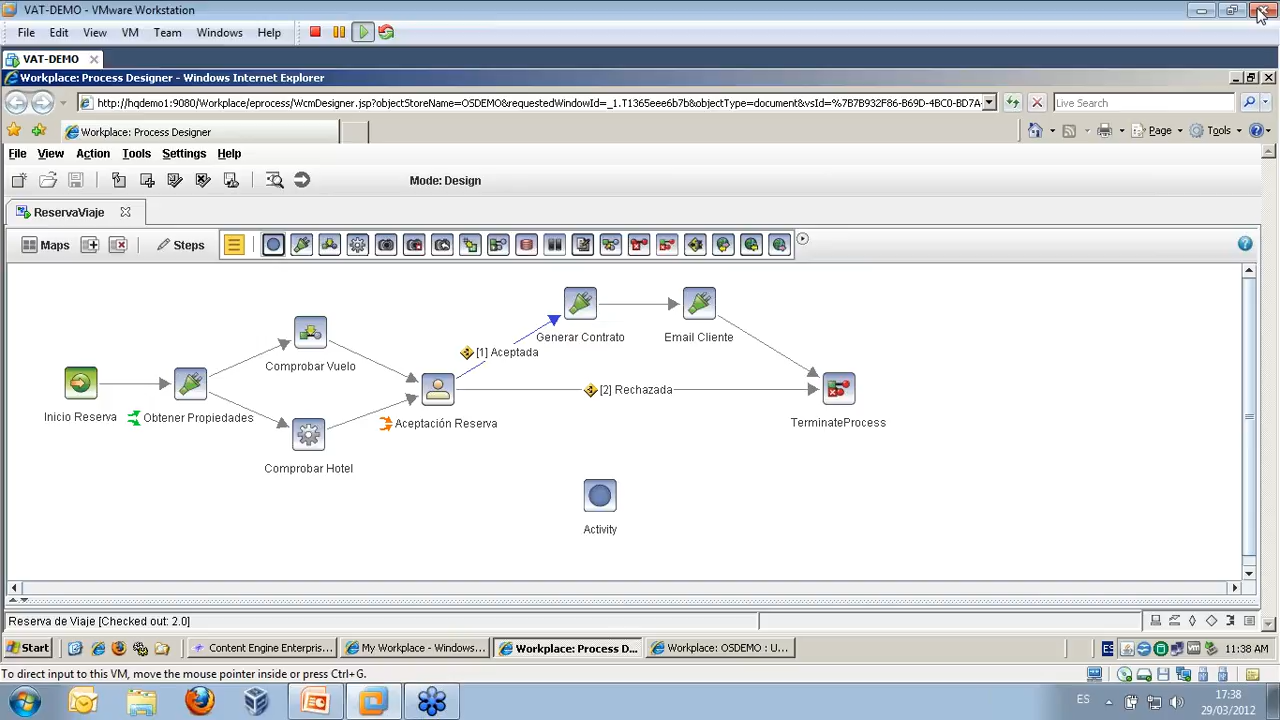 VAT-DEMO - VMware Workstation
File Edit View VM Team Windows Help
VAT-DEMO
Workplace: Process Designer - Windows Internet Explorer
http://hqdemo1:9080/Workplace/eprocess/WcmDesigner.jsp?objectStoreName=OSDEMO&requestedWindowId=_1.T1365eee6b7b&objectType=document&vsId=%7B7B932F86-B69D-4BC0-BD7A-
Live Search
Workplace: Process Designer
Page Tools
File View Action Tools Settings Help
Mode: Design
ReservaViaje
Maps Steps
Inicio Reserva
Obtener Propiedades
Comprobar Vuelo
Comprobar Hotel
Aceptación Reserva
[1] Aceptada
[2] Rechazada
Generar Contrato
Email Cliente
TerminateProcess
Activity
Reserva de Viaje [Checked out: 2.0]
Start
Content Engine Enterpris...
My Workplace - Windows...
Workplace: Process D...
Workplace: OSDEMO : U...
ES
11:38 AM
To direct input to this VM, move the mouse pointer inside or press Ctrl+G.
ES
17:38
29/03/2012